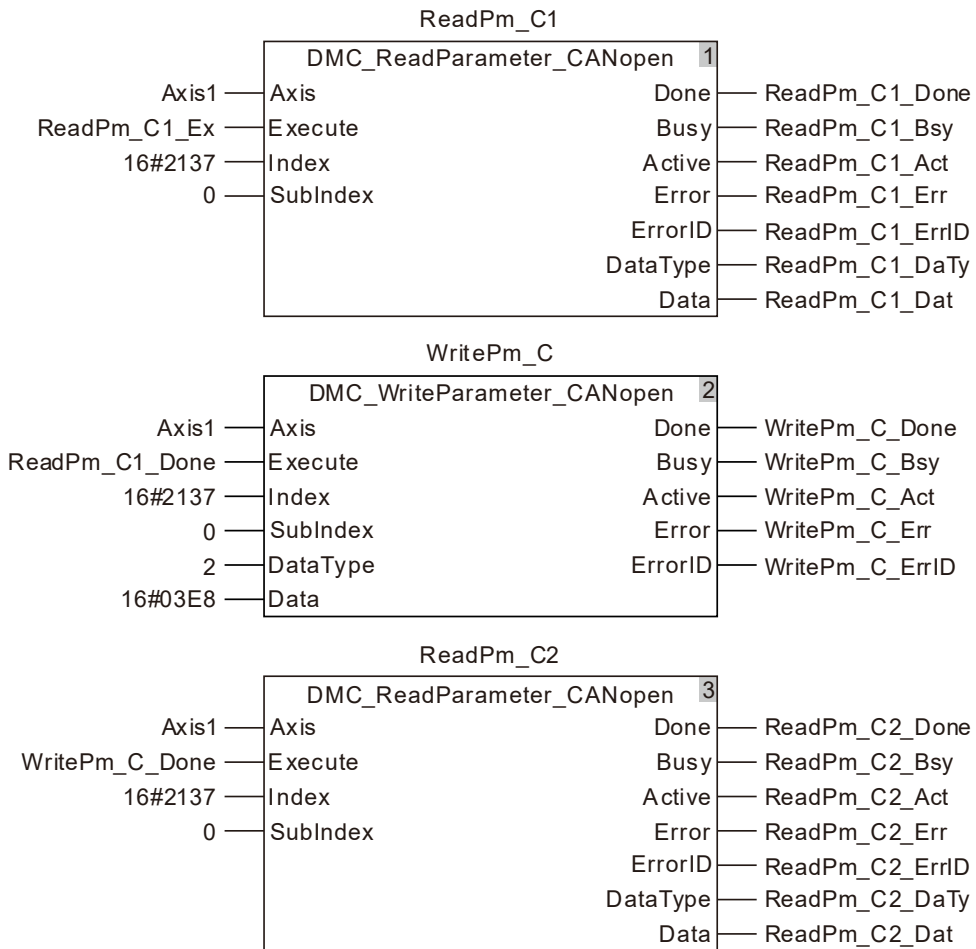 ReadPm_C1
DMC_ReadParameter_CANopen 1
Axis1 Axis Done ReadPm_C1_Done
ReadPm_C1_Ex Execute Busy ReadPm_C1_Bsy
16#2137 Index Active ReadPm_C1_Act
0 SubIndex Error ReadPm_C1_Err
ErrorID ReadPm_C1_ErrID
DataType ReadPm_C1_DaTy
Data ReadPm_C1_Dat
WritePm_C
DMC_WriteParameter_CANopen 2
Axis1 Axis Done WritePm_C_Done
ReadPm_C1_Done Execute Busy WritePm_C_Bsy
16#2137 Index Active WritePm_C_Act
0 SubIndex Error WritePm_C_Err
2 DataType ErrorID WritePm_C_ErrID
16#03E8 Data
ReadPm_C2
DMC_ReadParameter_CANopen 3
Axis1 Axis Done ReadPm_C2_Done
WritePm_C_Done Execute Busy ReadPm_C2_Bsy
16#2137 Index Active ReadPm_C2_Act
0 SubIndex Error ReadPm_C2_Err
ErrorID ReadPm_C2_ErrID
DataType ReadPm_C2_DaTy
Data ReadPm_C2_Dat